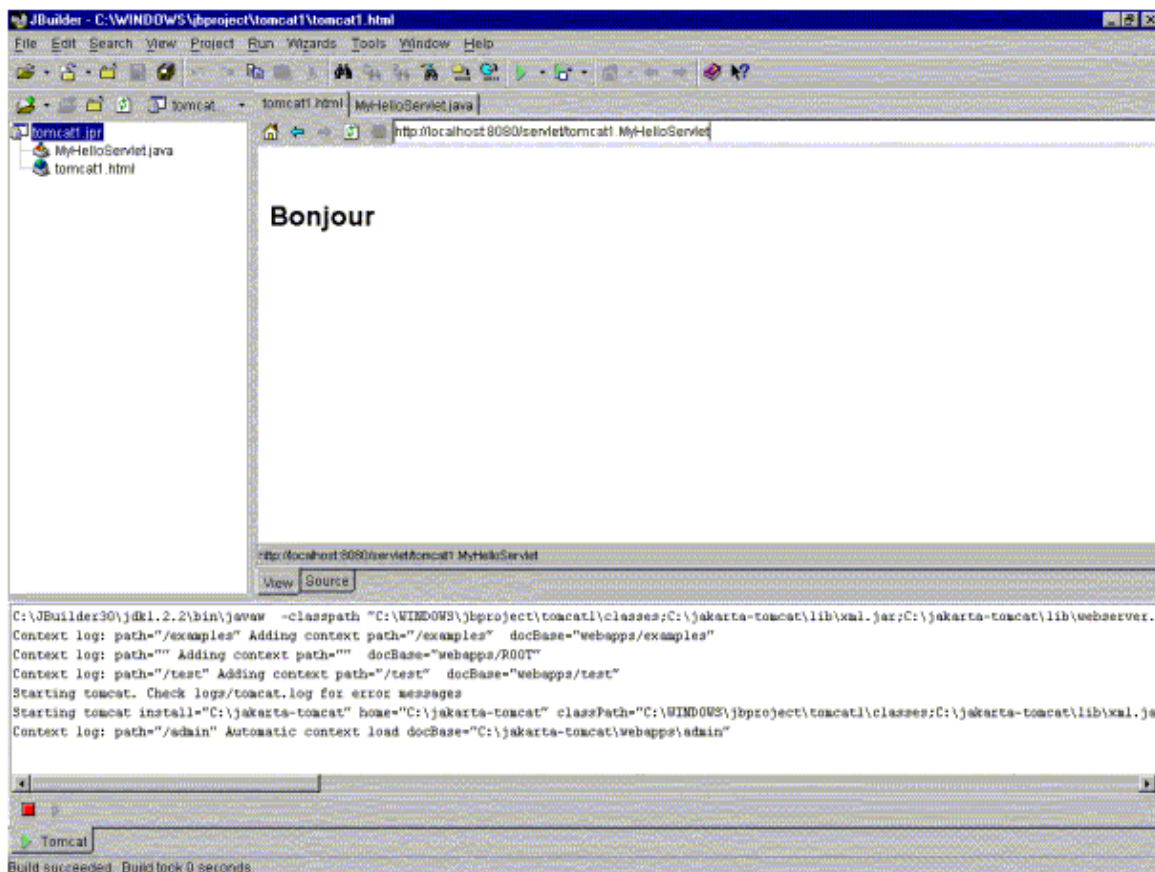 JBuilder - C:\WINDOWS\jbproject\tomcat1\tomcat1.html
File Edit Search View Project Run Wizards Tools Window Help
tomcat...
tomcat1.html MyHelloServlet.java
tomcat1.jpr
http://localhost:8080/servlet/tomcat1.MyHelloServlet
MyHelloServlet.java
tomcat1.html
Bonjour
http://localhost:8080/servlet/tomcat1.MyHelloServlet
View Source
C:\JBuilder30\jdk1.2.2\bin\javaw -classpath "C:\WINDOWS\jbproject\tomcat1\classes;C:\jakarta-tomcat\lib\xml.jar;C:\jakarta-tomcat\lib\webserver.
Context log: path="/examples" Adding context path="/examples" docBase="webapps/examples"
Context log: path="" Adding context path="" docBase="webapps/ROOT"
Context log: path="/test" Adding context path="/test" docBase="webapps/test"
Starting tomcat. Check logs/tomcat.log for error messages
Starting tomcat install="C:\jakarta-tomcat" home="C:\jakarta-tomcat" classPath="C:\WINDOWS\jbproject\tomcat1\classes;C:\jakarta-tomcat\lib\xml.ja
Context log: path="/admin" Automatic context load docBase="C:\jakarta-tomcat\webapps\admin"
Tomcat
Build succeeded. Build took 0 seconds.